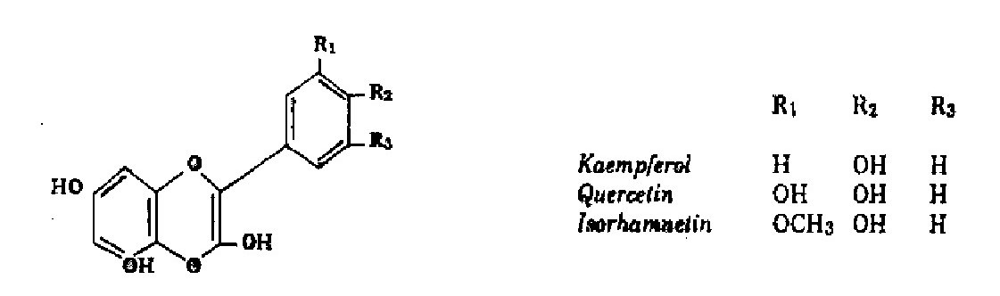 R1
R2
R3
O
HO
OH
OH
O
R1 R2 R3
Kaempferol H OH H
Quercetin OH OH H
Isorhamnetin OCH3 OH H